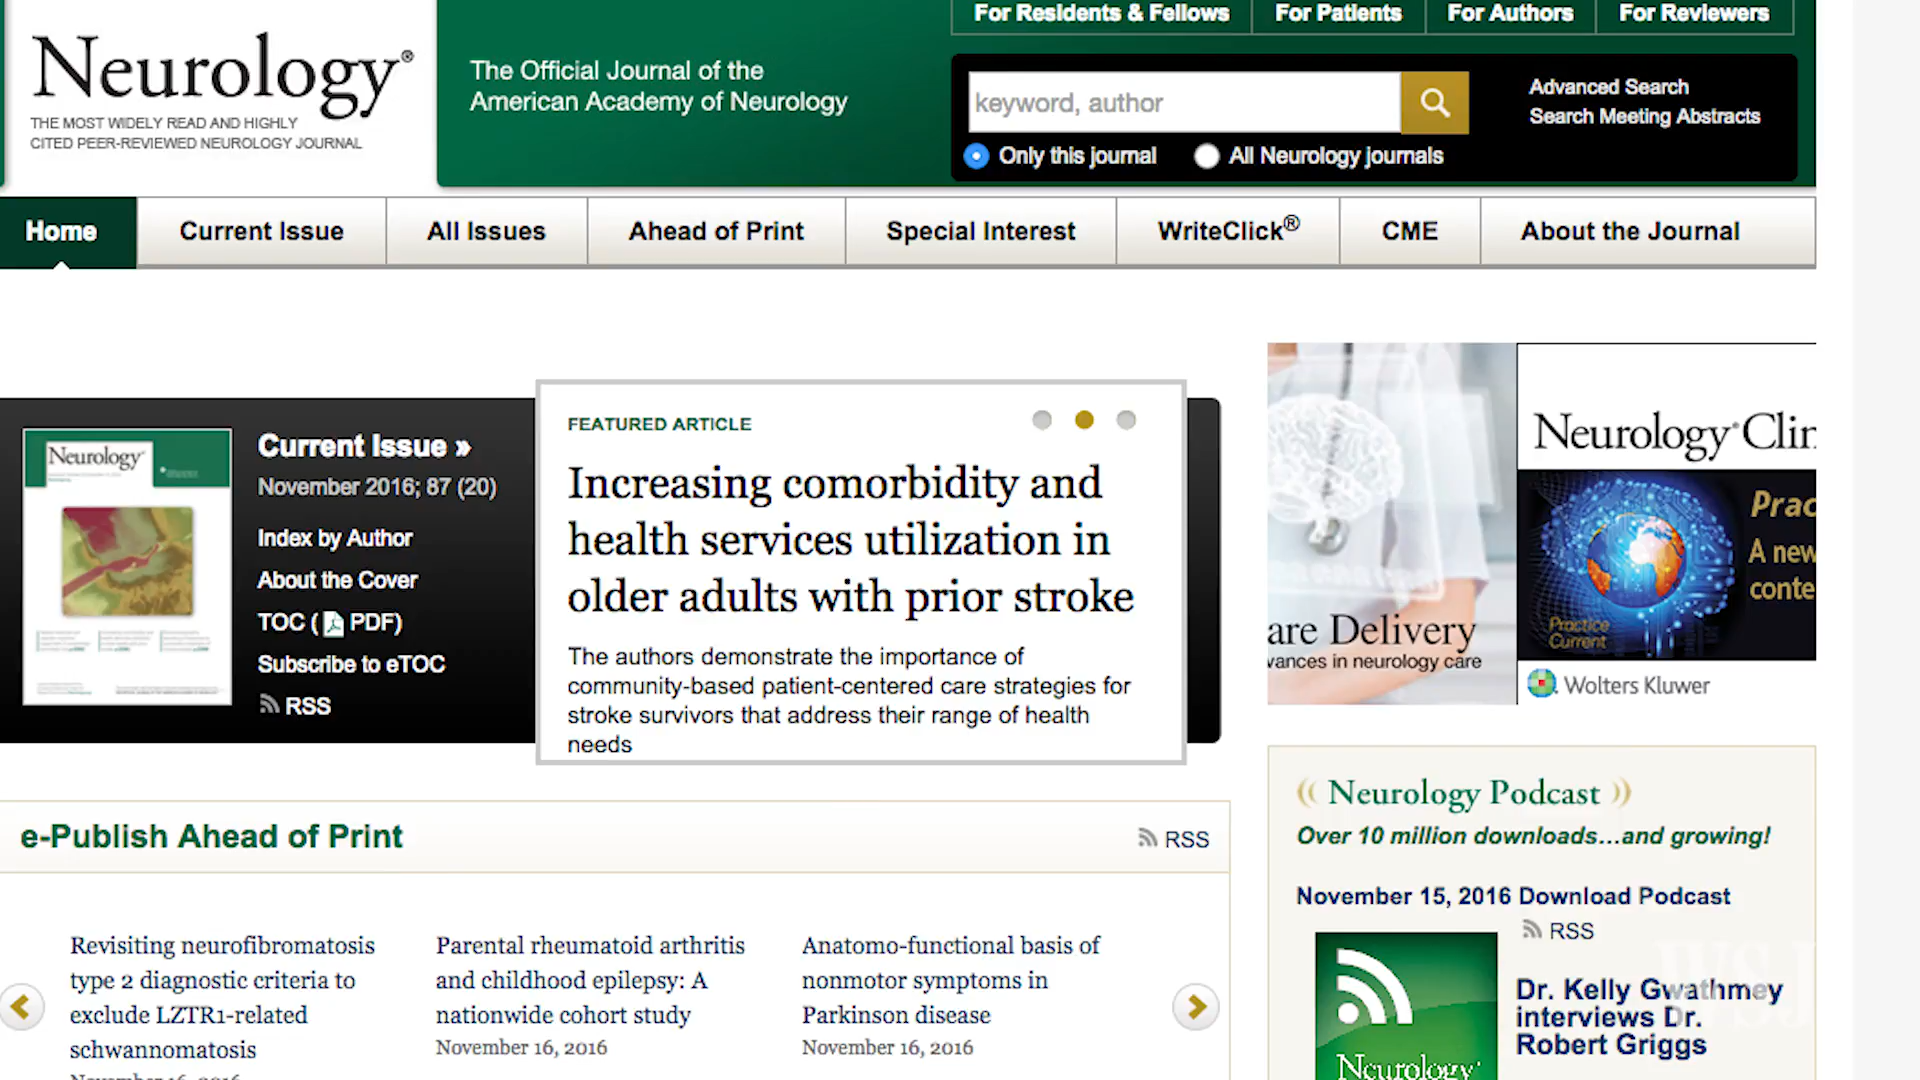 For Residents & Fellows
For Patients
For Authors
For Reviewers
Neurology®
THE MOST WIDELY READ AND HIGHLY
CITED PEER-REVIEWED NEUROLOGY JOURNAL
The Official Journal of the
American Academy of Neurology
keyword, author
Advanced Search
Search Meeting Abstracts
Only this journal
All Neurology journals
Home
Current Issue
All Issues
Ahead of Print
Special Interest
WriteClick®
CME
About the Journal
Neurology
Current Issue »
November 2016; 87 (20)
Index by Author
About the Cover
TOC ( PDF)
Subscribe to eTOC
RSS
FEATURED ARTICLE
Increasing comorbidity and
health services utilization in
older adults with prior stroke
The authors demonstrate the importance of
community-based patient-centered care strategies for
stroke survivors that address their range of health
needs
are Delivery
vances in neurology care
Neurology® Clin
Prac
A new
conte
Practice
Current
Wolters Kluwer
e-Publish Ahead of Print
RSS
Revisiting neurofibromatosis
type 2 diagnostic criteria to
exclude LZTR1-related
schwannomatosis
November 16, 2016
Parental rheumatoid arthritis
and childhood epilepsy: A
nationwide cohort study
November 16, 2016
Anatomo-functional basis of
nonmotor symptoms in
Parkinson disease
November 16, 2016
(( Neurology Podcast ))
Over 10 million downloads...and growing!
November 15, 2016 Download Podcast
RSS
Neurology
Dr. Kelly Gwathmey
interviews Dr.
Robert Griggs
WSJ